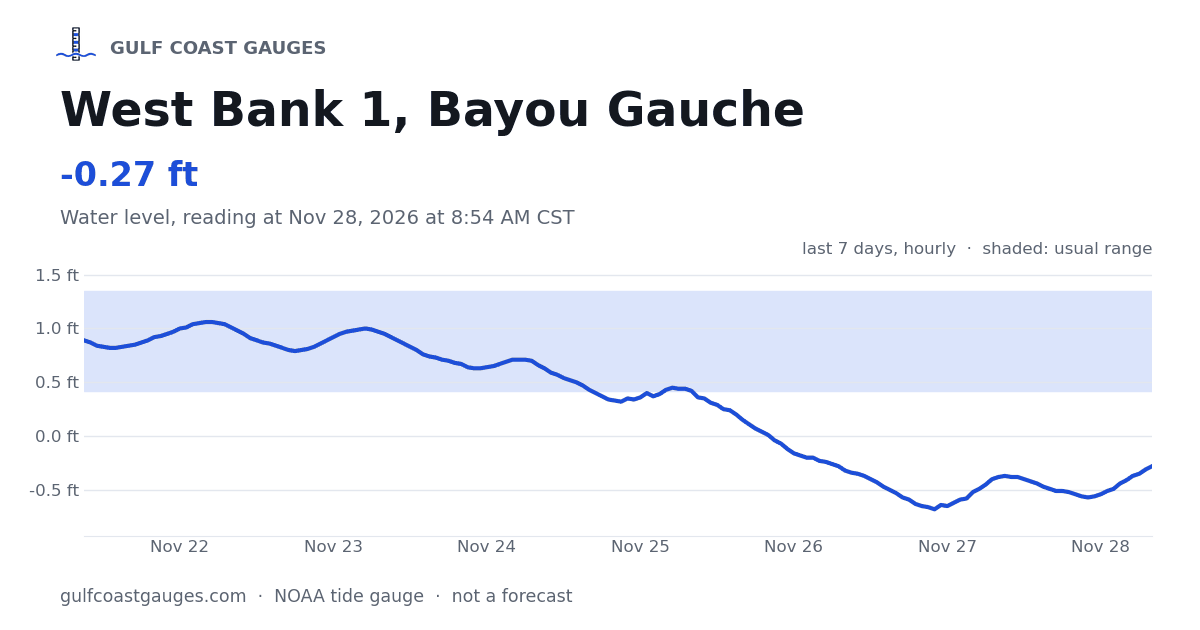 GULF COAST GAUGES
West Bank 1, Bayou Gauche
-0.27 ft
Water level, reading at Nov 28, 2026 at 8:54 AM CST
last 7 days, hourly · shaded: usual range
1.5 ft
1.0 ft
0.5 ft
0.0 ft
-0.5 ft
Nov 22 Nov 23 Nov 24 Nov 25 Nov 26 Nov 27 Nov 28
gulfcoastgauges.com · NOAA tide gauge · not a forecast